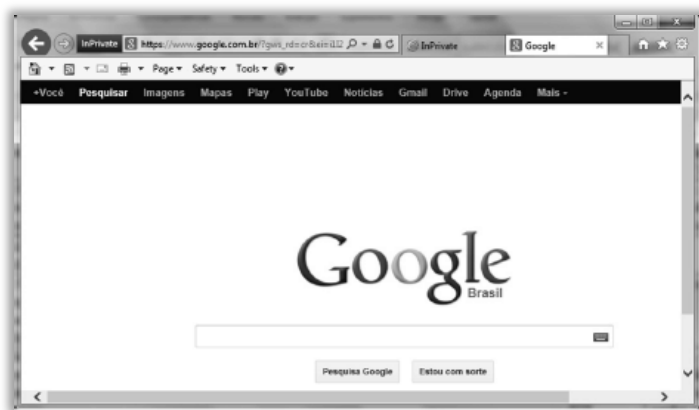 InPrivate https://www.google.com.br/? InPrivate Google
Page Safety Tools
+Você Pesquisar Imagens Mapas Play YouTube Notícias Gmail Drive Agenda Mais
Google
Brasil
Pesquisa Google Estou com sorte